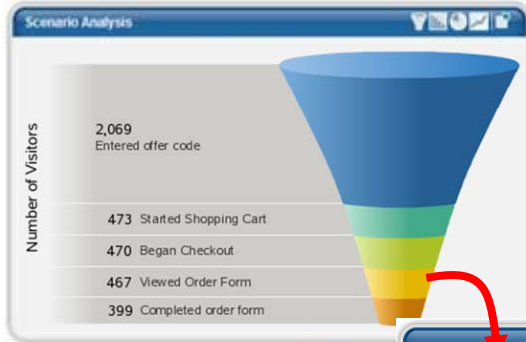 Scenario Analysis
Number of Visitors
2,069
Entered offer code
473 Started Shopping Cart
470 Began Checkout
467 Viewed Order Form
399 Completed order form